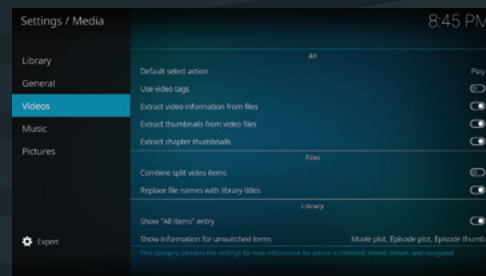 Settings / Media
8:45 PM
Library
General
Videos
Music
Pictures
Expert
All
Default select action
Play
Use video tags
Extract video information from files
Extract thumbnails from video files
Extract chapter thumbnails
Files
Combine split video items
Replace file names with library titles
Library
Show "All items" entry
Show information for unwatched items
Movie plot, Episode plot, Episode thumb
This category contains the settings for how information for videos is collected, stored, shown, and navigated